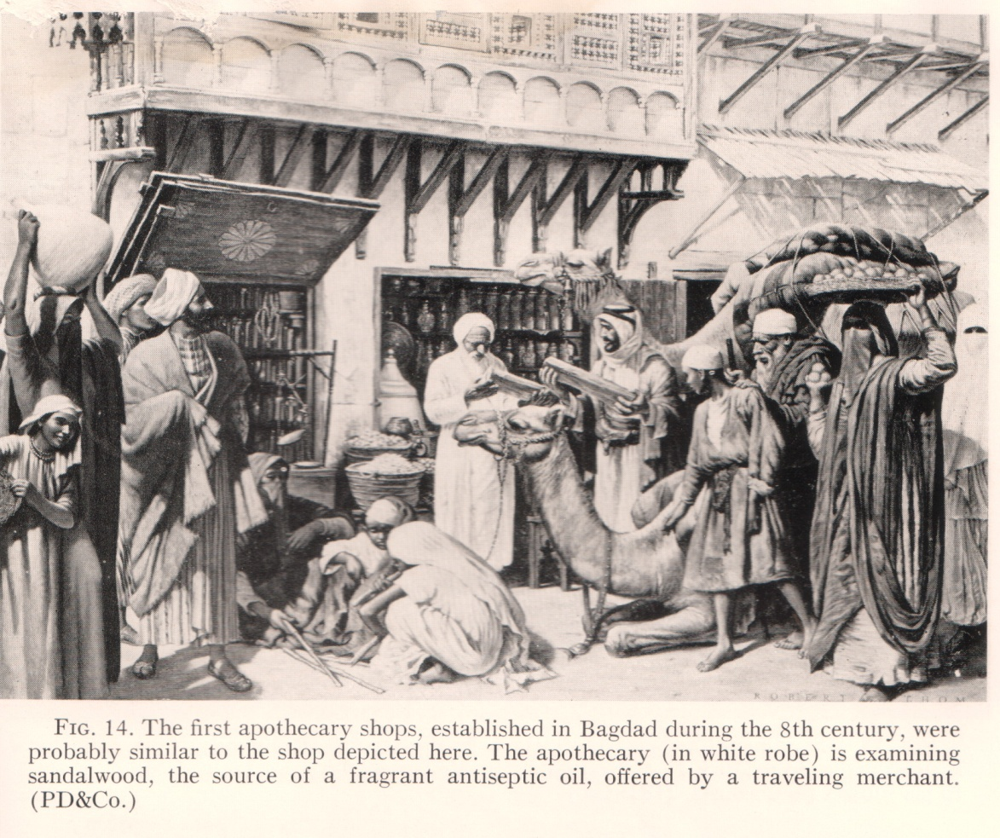 ROBERT THOM
FIG. 14. The first apothecary shops, established in Bagdad during the 8th century, were
probably similar to the shop depicted here. The apothecary (in white robe) is examining
sandalwood, the source of a fragrant antiseptic oil, offered by a traveling merchant.
(PD&Co.)